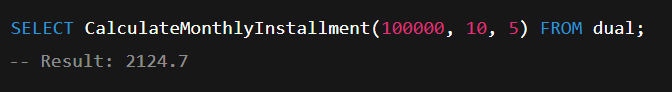 SELECT CalculateMonthlyInstallment(100000, 10, 5) FROM dual;
-- Result: 2124.7